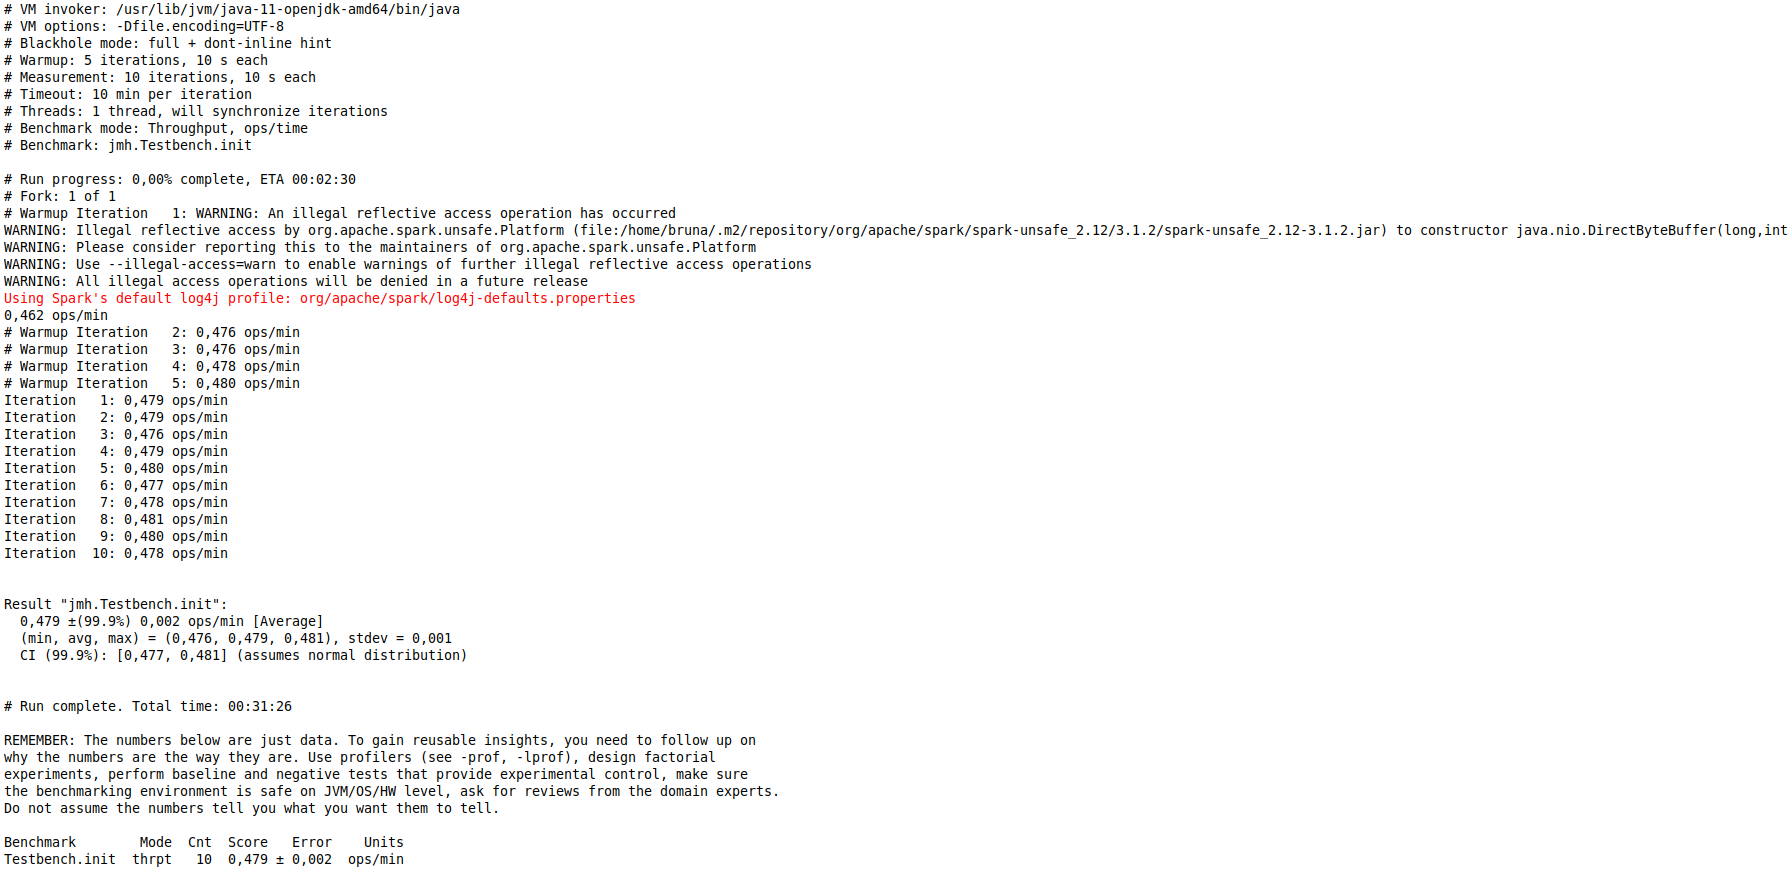 # VM invoker: /usr/lib/jvm/java-11-openjdk-amd64/bin/java
# VM options: -Dfile.encoding=UTF-8
# Blackhole mode: full + dont-inline hint
# Warmup: 5 iterations, 10 s each
# Measurement: 10 iterations, 10 s each
# Timeout: 10 min per iteration
# Threads: 1 thread, will synchronize iterations
# Benchmark mode: Throughput, ops/time
# Benchmark: jmh.Testbench.init
# Run progress: 0,00% complete, ETA 00:02:30
# Fork: 1 of 1
# Warmup Iteration   1: WARNING: An illegal reflective access operation has occurred
WARNING: Illegal reflective access by org.apache.spark.unsafe.Platform (file:/home/bruna/.m2/repository/org/apache/spark/spark-unsafe_2.12/3.1.2/spark-unsafe_2.12-3.1.2.jar) to constructor java.nio.DirectByteBuffer(long,int
WARNING: Please consider reporting this to the maintainers of org.apache.spark.unsafe.Platform
WARNING: Use --illegal-access=warn to enable warnings of further illegal reflective access operations
WARNING: All illegal access operations will be denied in a future release
Using Spark's default log4j profile: org/apache/spark/log4j-defaults.properties
0,462 ops/min
# Warmup Iteration   2: 0,476 ops/min
# Warmup Iteration   3: 0,476 ops/min
# Warmup Iteration   4: 0,478 ops/min
# Warmup Iteration   5: 0,480 ops/min
Iteration   1: 0,479 ops/min
Iteration   2: 0,479 ops/min
Iteration   3: 0,476 ops/min
Iteration   4: 0,479 ops/min
Iteration   5: 0,480 ops/min
Iteration   6: 0,477 ops/min
Iteration   7: 0,478 ops/min
Iteration   8: 0,481 ops/min
Iteration   9: 0,480 ops/min
Iteration  10: 0,478 ops/min
Result "jmh.Testbench.init":
  0,479 ±(99.9%) 0,002 ops/min [Average]
  (min, avg, max) = (0,476, 0,479, 0,481), stdev = 0,001
  CI (99.9%): [0,477, 0,481] (assumes normal distribution)
# Run complete. Total time: 00:31:26
REMEMBER: The numbers below are just data. To gain reusable insights, you need to follow up on
why the numbers are the way they are. Use profilers (see -prof, -lprof), design factorial
experiments, perform baseline and negative tests that provide experimental control, make sure
the benchmarking environment is safe on JVM/OS/HW level, ask for reviews from the domain experts.
Do not assume the numbers tell you what you want them to tell.
Benchmark        Mode  Cnt  Score   Error    Units
Testbench.init  thrpt   10  0,479 ± 0,002  ops/min